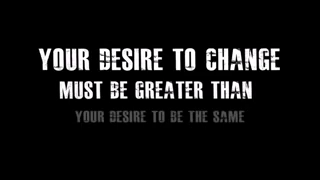 YOUR DESIRE TO CHANGE
MUST BE GREATER THAN
YOUR DESIRE TO BE THE SAME